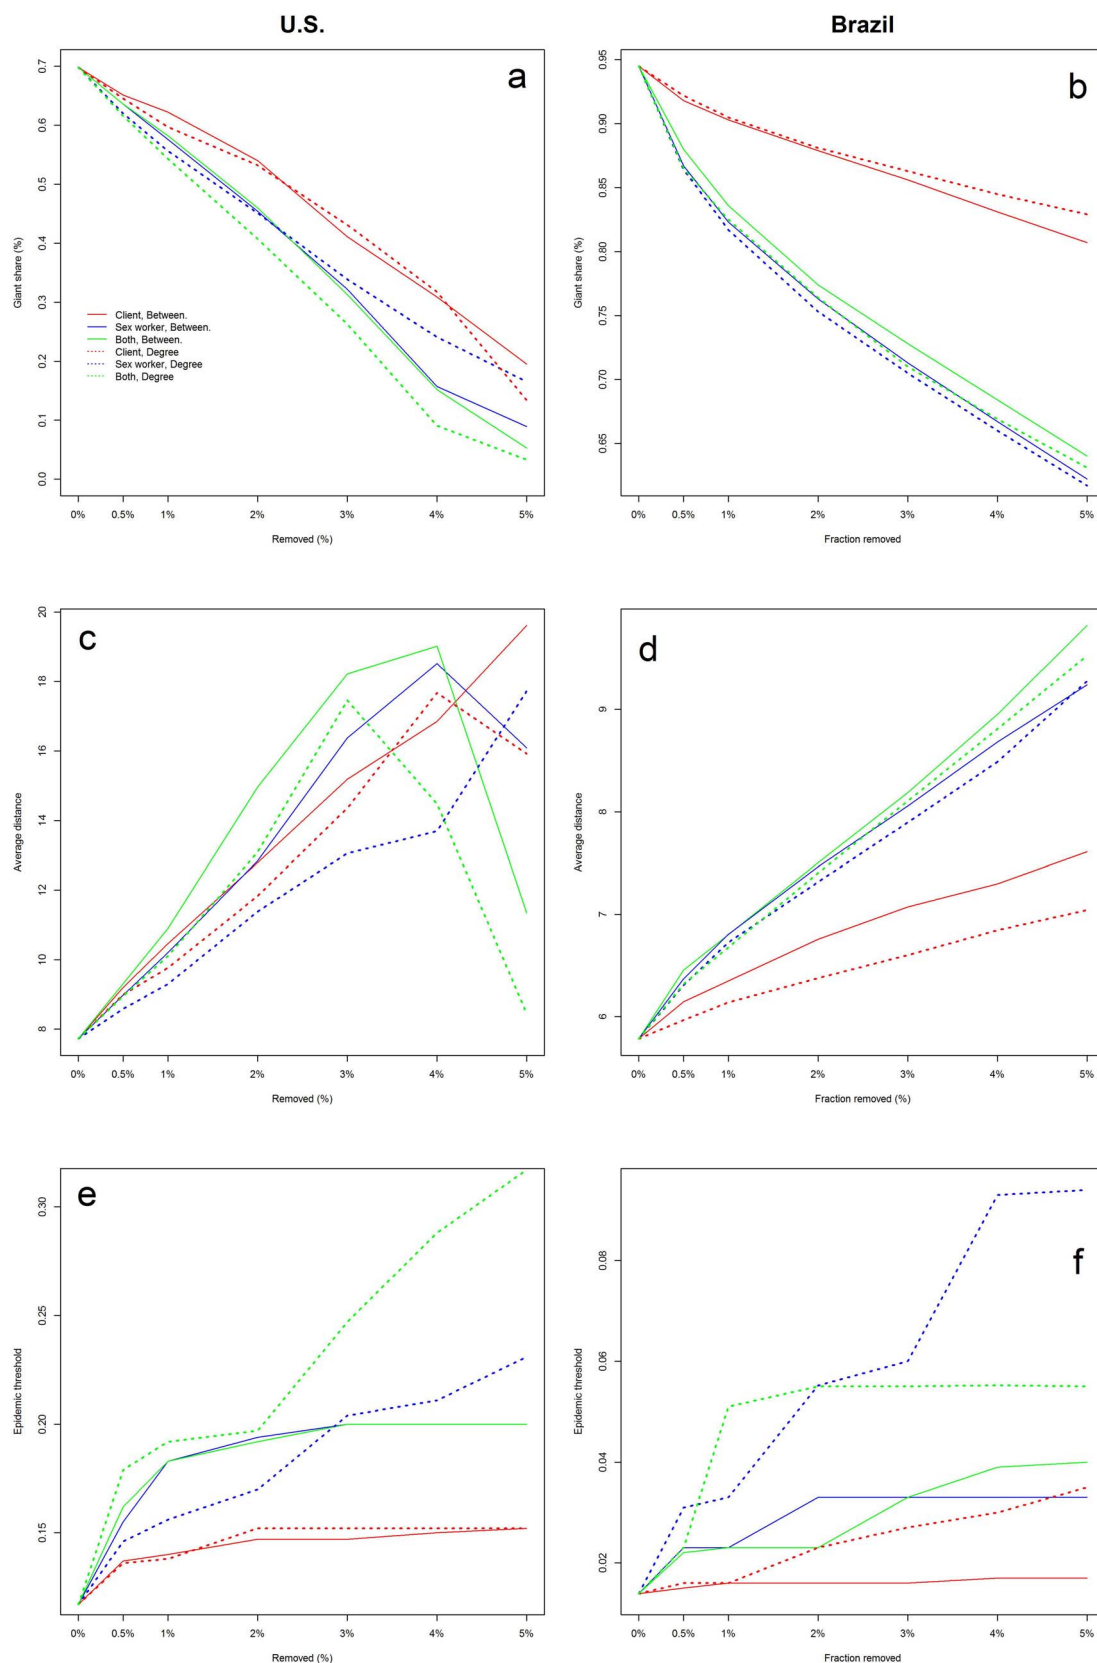 U.S.
Brazil
a
0.7
0.6
0.5
0.4
0.3
0.2
0.1
0.0
Giant share (%)
Client, Between.
Sex worker, Between.
Both, Between.
Client, Degree
Sex worker, Degree
Both, Degree
0% 0.5% 1% 2% 3% 4% 5%
Removed (%)
b
0.95
0.90
0.85
0.80
0.75
0.70
0.65
Giant share (%)
0% 0.5% 1% 2% 3% 4% 5%
Fraction removed
c
20
18
16
14
12
10
8
Average distance
0% 0.5% 1% 2% 3% 4% 5%
Removed (%)
d
9
8
7
6
Average distance
0% 0.5% 1% 2% 3% 4% 5%
Fraction removed (%)
e
0.30
0.25
0.20
0.15
Epidemic threshold
0% 0.5% 1% 2% 3% 4% 5%
Removed (%)
f
0.08
0.06
0.04
0.02
Epidemic threshold
0% 0.5% 1% 2% 3% 4% 5%
Fraction removed